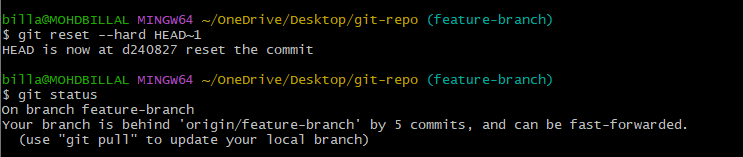 billa@MOHDBILLAL MINGW64 ~/OneDrive/Desktop/git-repo (feature-branch)
$ git reset --hard HEAD~1
HEAD is now at d240827 reset the commit
billa@MOHDBILLAL MINGW64 ~/OneDrive/Desktop/git-repo (feature-branch)
$ git status
On branch feature-branch
Your branch is behind 'origin/feature-branch' by 5 commits, and can be fast-forwarded.
  (use "git pull" to update your local branch)